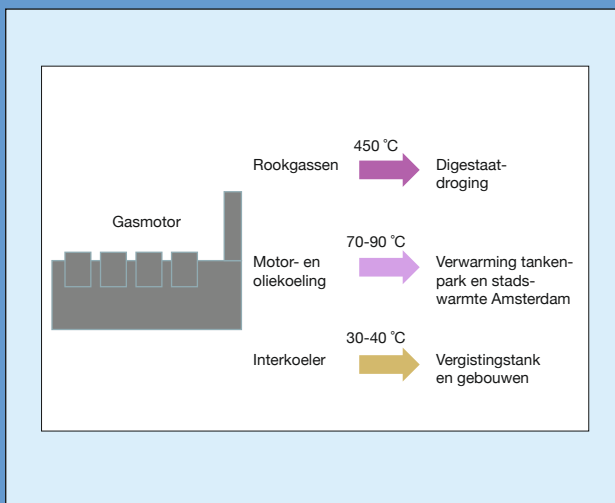 450 °C
Rookgassen
Digestaat-
droging
Gasmotor
70-90 °C
Motor- en
oliekoeling
Verwarming tanken-
park en stads-
warmte Amsterdam
30-40 °C
Interkoeler
Vergistingstank
en gebouwen